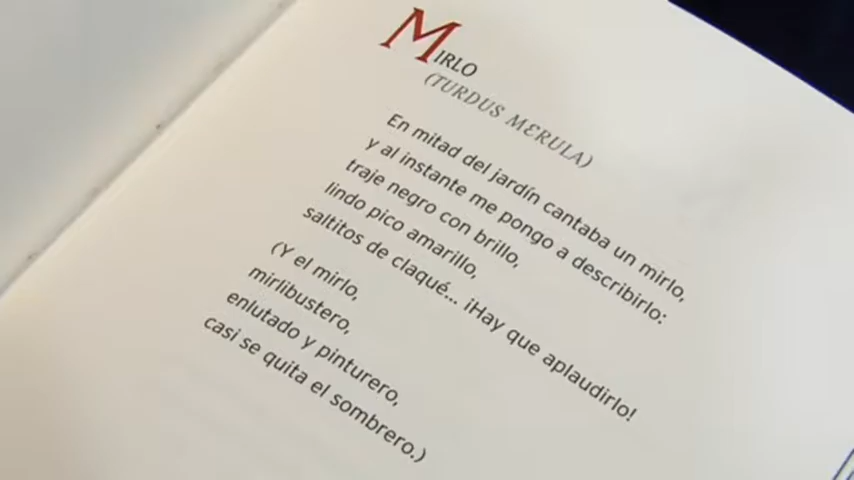 MIRLO
(TURDUS MERULA)
En mitad del jardín cantaba un mirlo,
y al instante me pongo a describirlo:
traje negro con brillo,
lindo pico amarillo,
saltitos de claqué... ¡Hay que aplaudirlo!
(Y el mirlo,
mirlibustero,
enlutado y pinturero,
casi se quita el sombrero.)